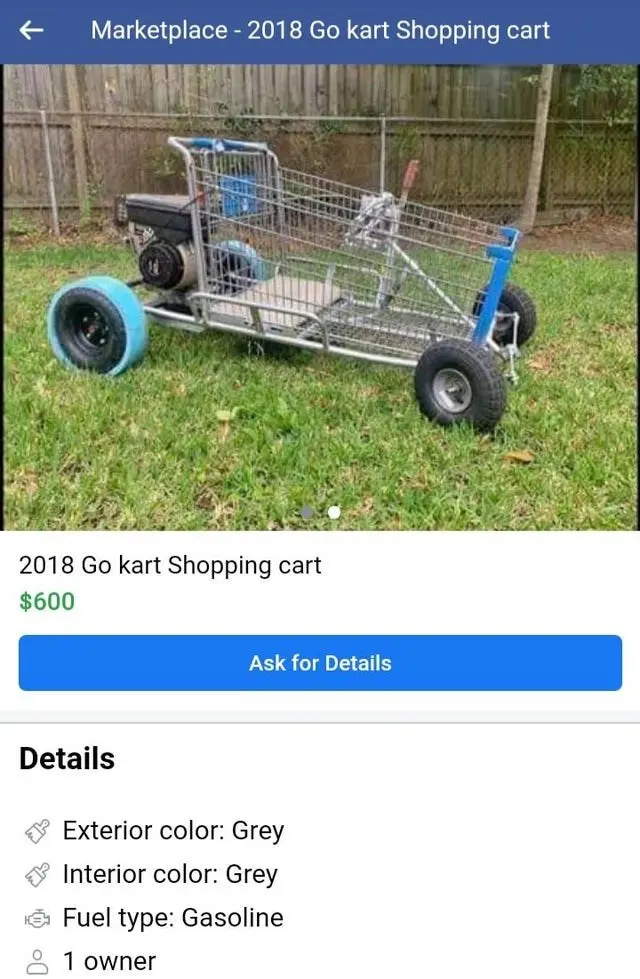 Marketplace - 2018 Go kart Shopping cart
2018 Go kart Shopping cart
$600
Ask for Details
Details
Exterior color: Grey
Interior color: Grey
Fuel type: Gasoline
1 owner